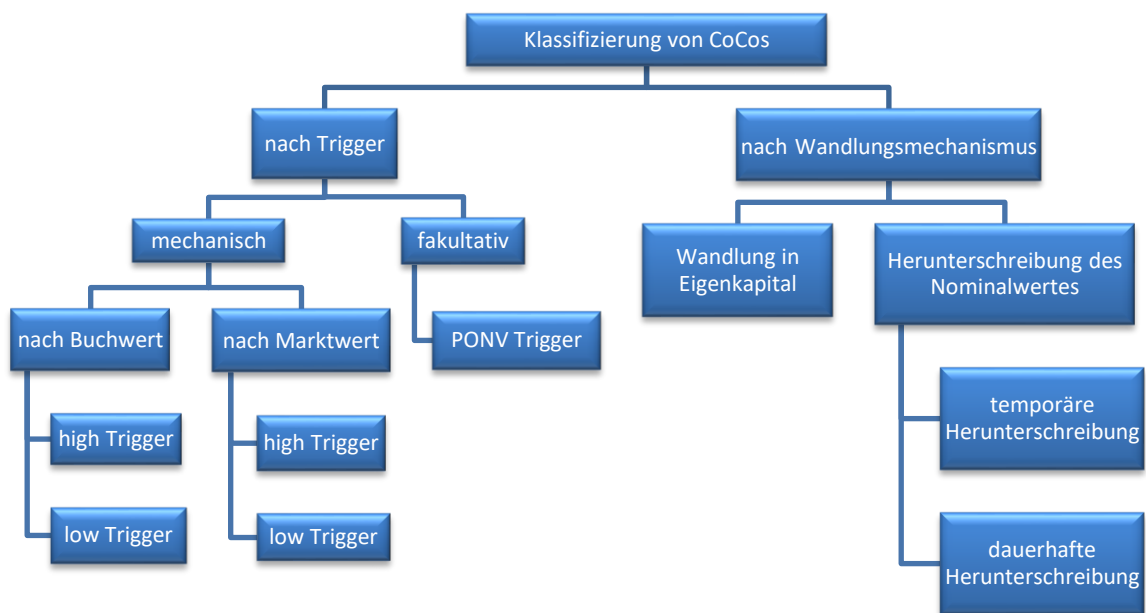 Klassifizierung von CoCos
nach Trigger
nach Wandlungsmechanismus
mechanisch
fakultativ
Wandlung in
Eigenkapital
Herunterschreibung des
Nominalwertes
nach Buchwert
nach Marktwert
PONV Trigger
high Trigger
low Trigger
high Trigger
low Trigger
temporäre
Herunterschreibung
dauerhafte
Herunterschreibung